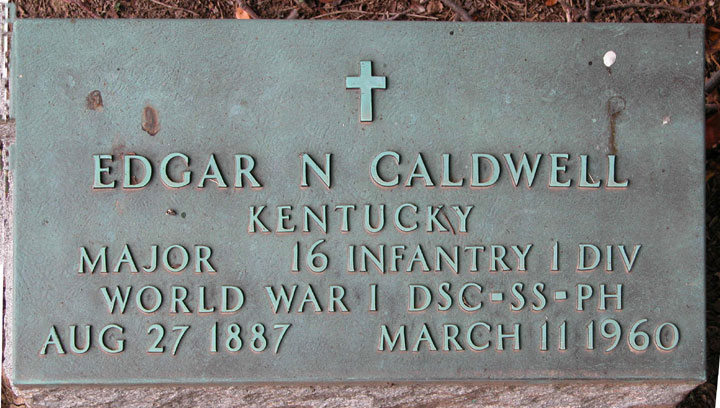 EDGAR N CALDWELL
KENTUCKY
MAJOR 16 INFANTRY 1 DIV
WORLD WAR I DSC-SS-PH
AUG 27 1887 MARCH 11 1960